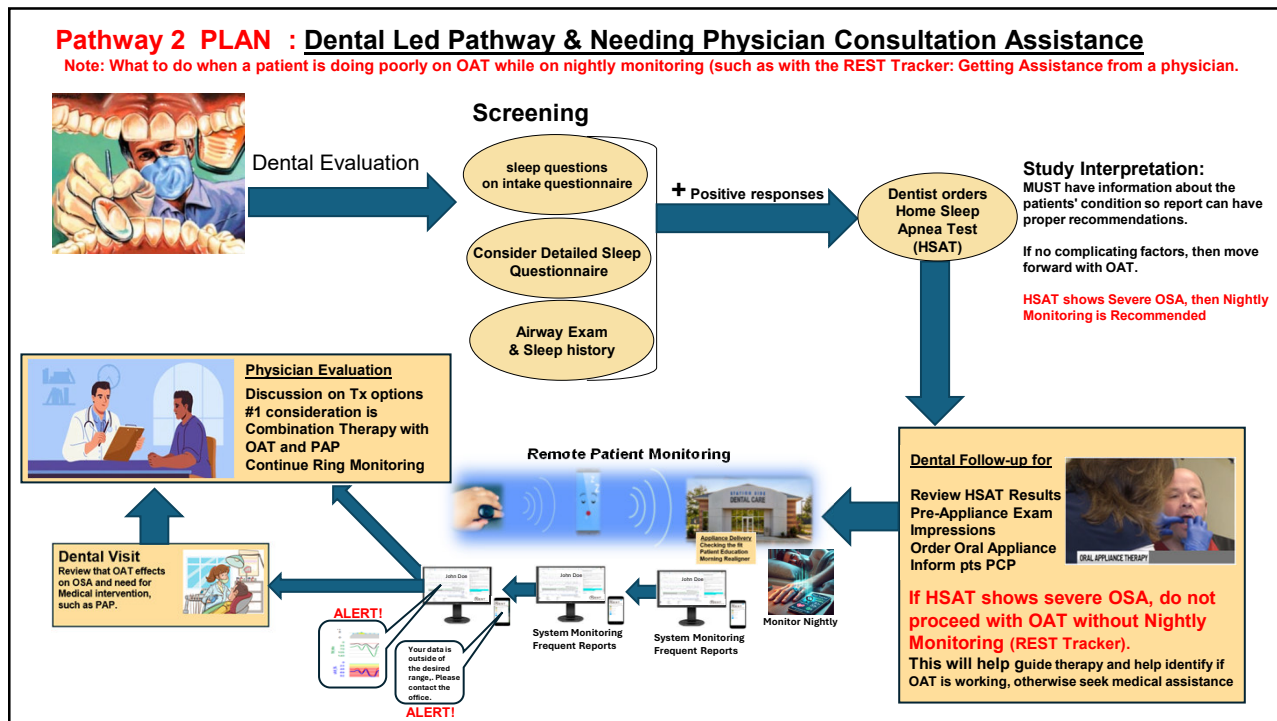 Pathway 2 PLAN : Dental Led Pathway & Needing Physician Consultation Assistance
Note: What to do when a patient is doing poorly on OAT while on nightly monitoring (such as with the REST Tracker: Getting Assistance from a physician.
Screening
Dental Evaluation
sleep questions
on intake questionnaire
Consider Detailed Sleep
Questionnaire
Airway Exam
& Sleep history
+ Positive responses
Dentist orders
Home Sleep
Apnea Test
(HSAT)
Study Interpretation:
MUST have information about the
patients' condition so report can have
proper recommendations.
If no complicating factors, then move
forward with OAT.
HSAT shows Severe OSA, then Nightly
Monitoring is Recommended
Dental Follow-up for
Review HSAT Results
Pre-Appliance Exam
Impressions
Order Oral Appliance
Inform pts PCP
ORAL APPLIANCE THERAPY
If HSAT shows severe OSA, do not
proceed with OAT without Nightly
Monitoring (REST Tracker).
This will help guide therapy and help identify if
OAT is working, otherwise seek medical assistance
Remote Patient Monitoring
DENTAL CARE
Appliance Delivery
Checking the fit
Patient Education
Morning Realigner
Monitor Nightly
John Doe
System Monitoring
Frequent Reports
John Doe
System Monitoring
Frequent Reports
John Doe
ALERT!
Your data is
outside of
the desired
range,. Please
contact the
office.
ALERT!
Dental Visit
Review that OAT effects
on OSA and need for
Medical intervention,
such as PAP.
Physician Evaluation
Discussion on Tx options
#1 consideration is
Combination Therapy with
OAT and PAP
Continue Ring Monitoring